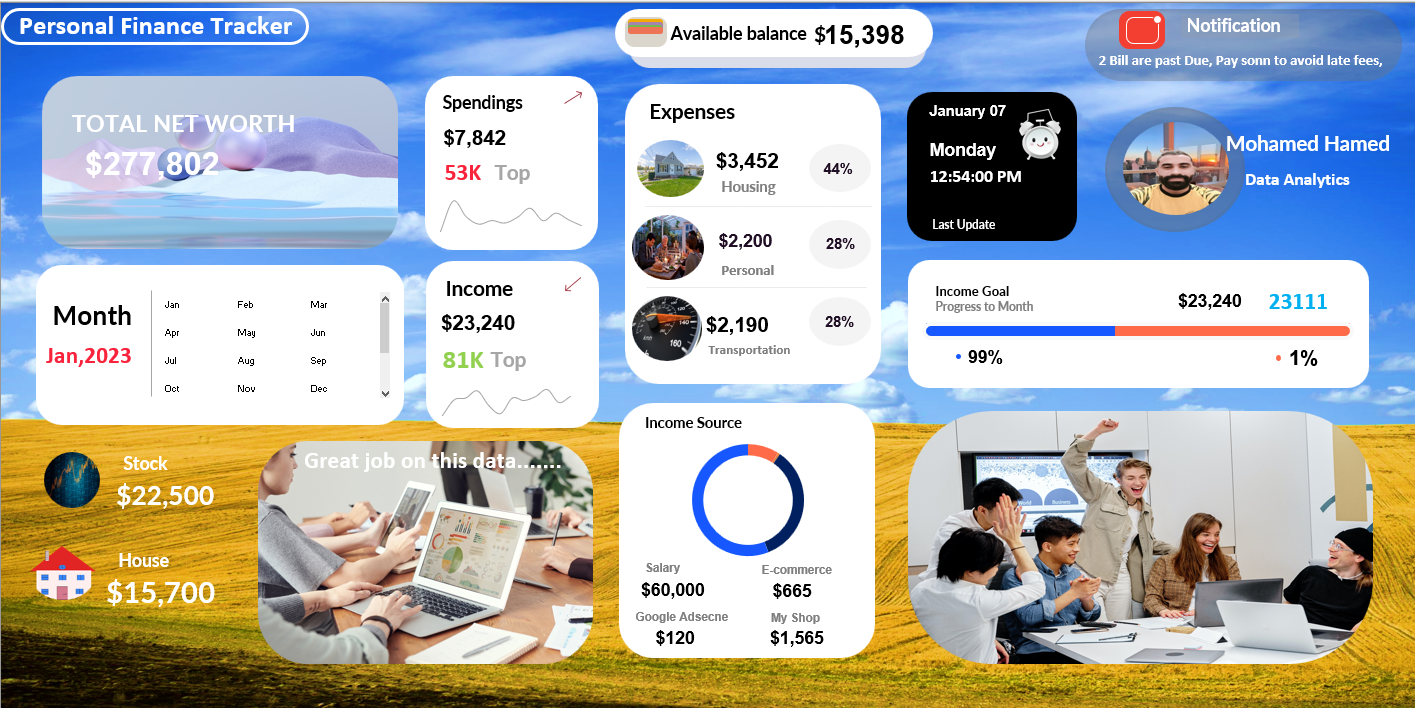 Personal Finance Tracker
Available balance $15,398
Notification
2 Bill are past Due, Pay sonn to avoid late fees,
TOTAL NET WORTH
$277,802
Spendings
$7,842
53K Top
Expenses
$3,452
Housing
44%
$2,200
Personal
28%
$2,190
Transportation
28%
January 07
Monday
12:54:00 PM
Last Update
Mohamed Hamed
Data Analytics
Month
Jan,2023
Jan Feb Mar
Apr May Jun
Jul Aug Sep
Oct Nov Dec
Income
$23,240
81K Top
Income Goal
Progress to Month
$23,240 23111
99%
1%
Stock
$22,500
House
$15,700
Great job on this data.......
Income Source
Salary
$60,000
E-commerce
$665
Google Adsecne
$120
My Shop
$1,565